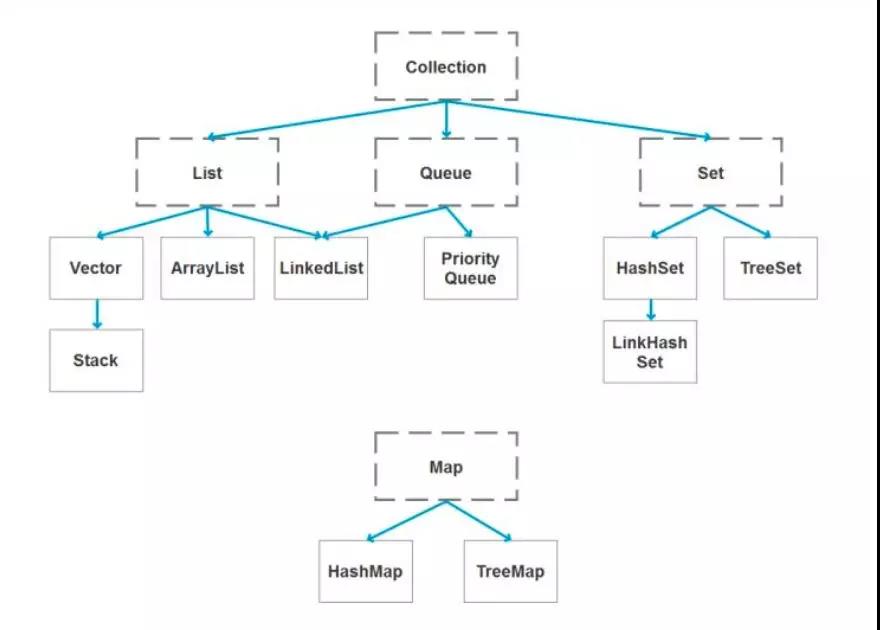 Collection
List
Queue
Set
Vector
ArrayList
LinkedList
Priority
Queue
HashSet
TreeSet
Stack
LinkHash
Set
Map
HashMap
TreeMap